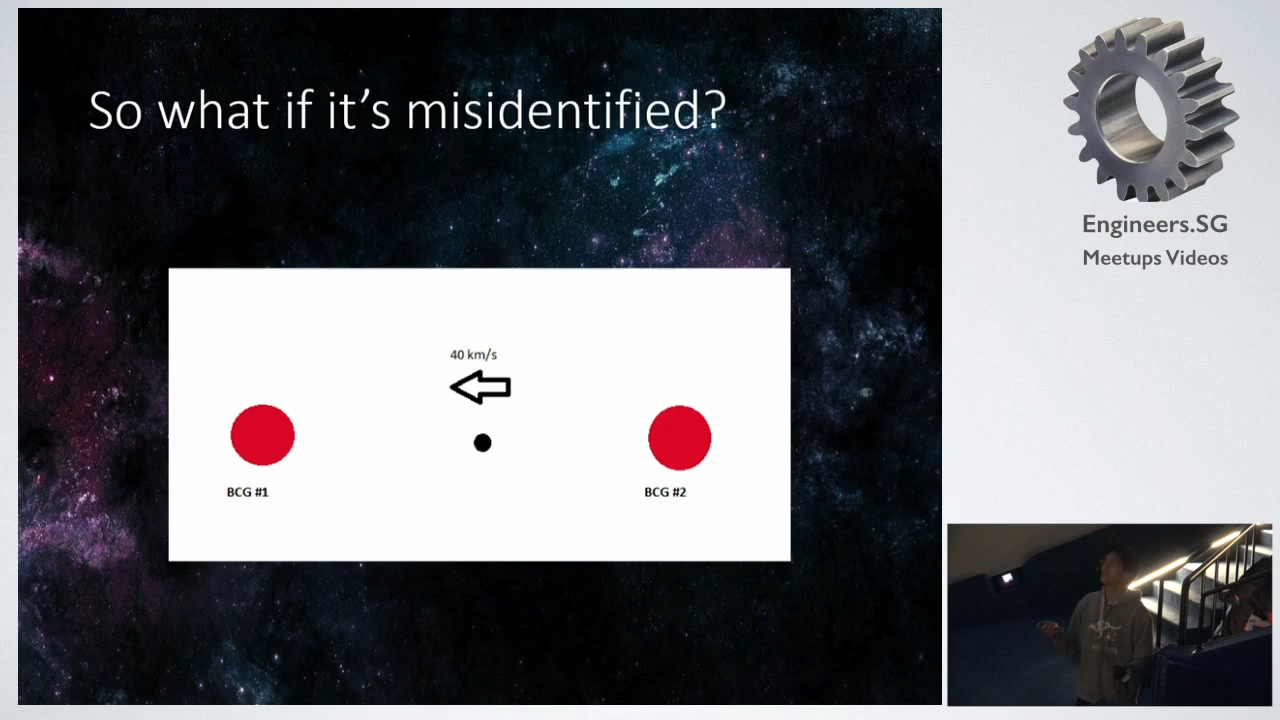 So what if it's misidentified?
40 km/s
BCG #1
BCG #2
Engineers.SG
Meetups Videos